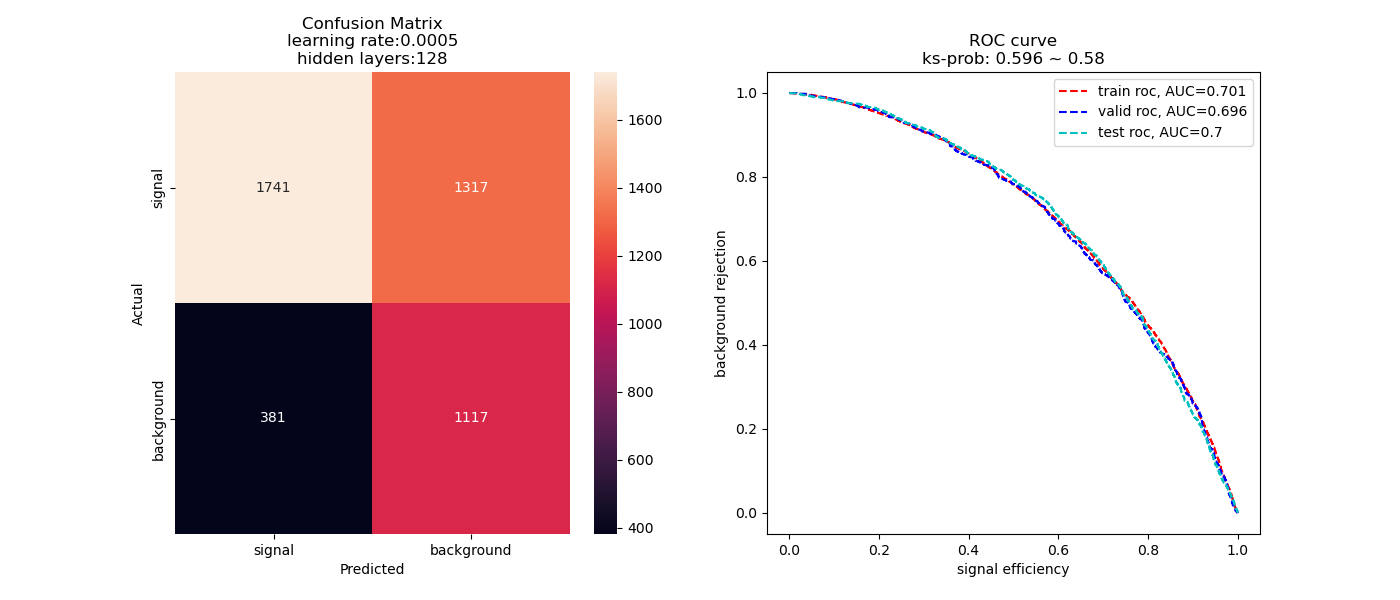 Confusion Matrix
learning rate:0.0005
hidden layers:128
signal
background
Actual
1741
1317
381
1117
signal
background
Predicted
1600
1400
1200
1000
800
600
400
ROC curve
ks-prob: 0.596 ~ 0.58
train roc, AUC=0.701
valid roc, AUC=0.696
test roc, AUC=0.7
background rejection
1.0
0.8
0.6
0.4
0.2
0.0
0.0
0.2
0.4
0.6
0.8
1.0
signal efficiency